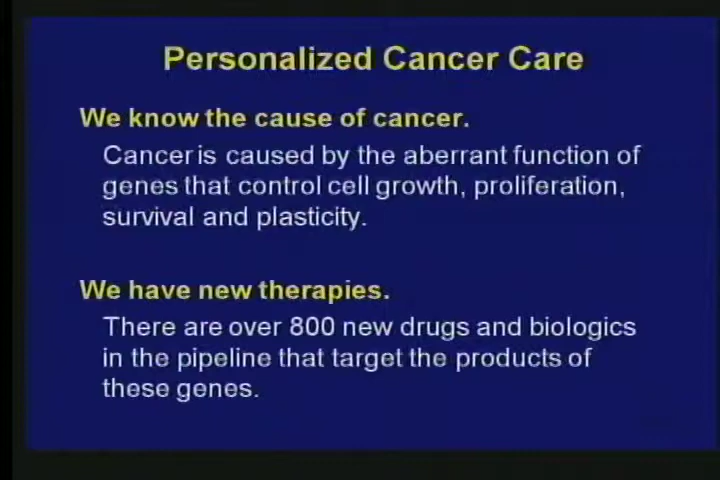 Personalized Cancer Care
We know the cause of cancer.
Cancer is caused by the aberrant function of
genes that control cell growth, proliferation,
survival and plasticity.
We have new therapies.
There are over 800 new drugs and biologics
in the pipeline that target the products of
these genes.